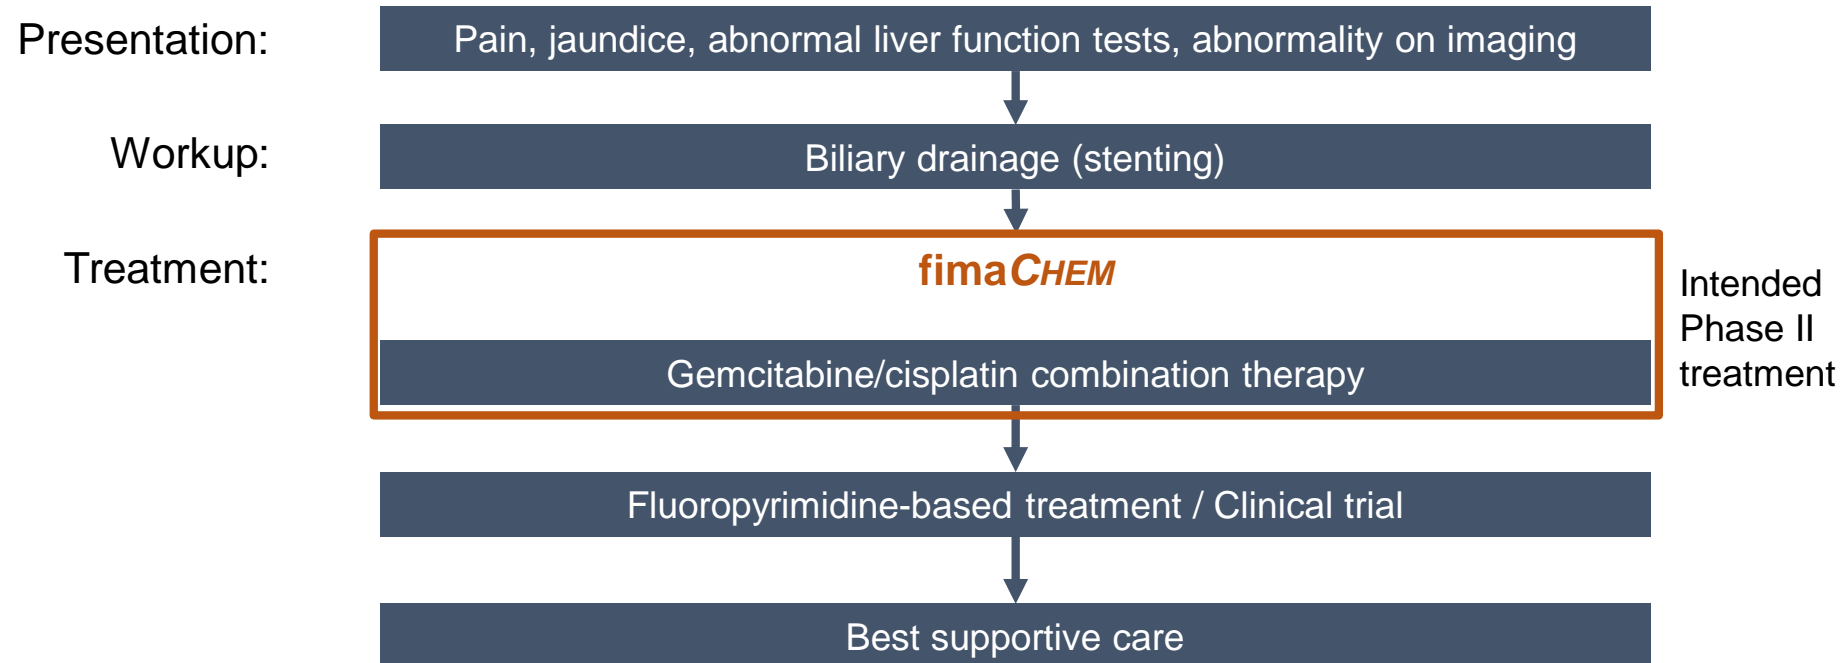 Presentation:
Pain, jaundice, abnormal liver function tests, abnormality on imaging
Workup:
Biliary drainage (stenting)
Treatment:
fimaCHEM
Gemcitabine/cisplatin combination therapy
Intended
Phase II
treatment
Fluoropyrimidine-based treatment / Clinical trial
Best supportive care